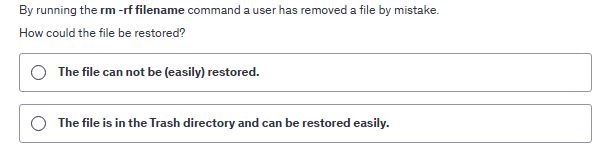 By running the rm -rf filename command a user has removed a file by mistake.
How could the file be restored?
The file can not be (easily) restored.
The file is in the Trash directory and can be restored easily.